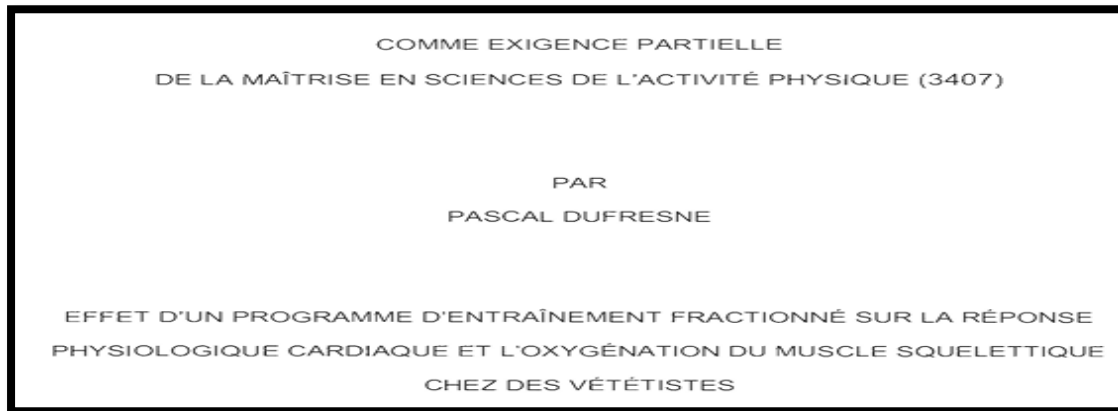 COMME EXIGENCE PARTIELLE
DE LA MAÎTRISE EN SCIENCES DE L'ACTIVITÉ PHYSIQUE (3407)
PAR
PASCAL DUFRESNE
EFFET D'UN PROGRAMME D'ENTRAÎNEMENT FRACTIONNÉ SUR LA RÉPONSE
PHYSIOLOGIQUE CARDIAQUE ET L'OXYGÉNATION DU MUSCLE SQUELETTIQUE
CHEZ DES VÉTÉTISTES